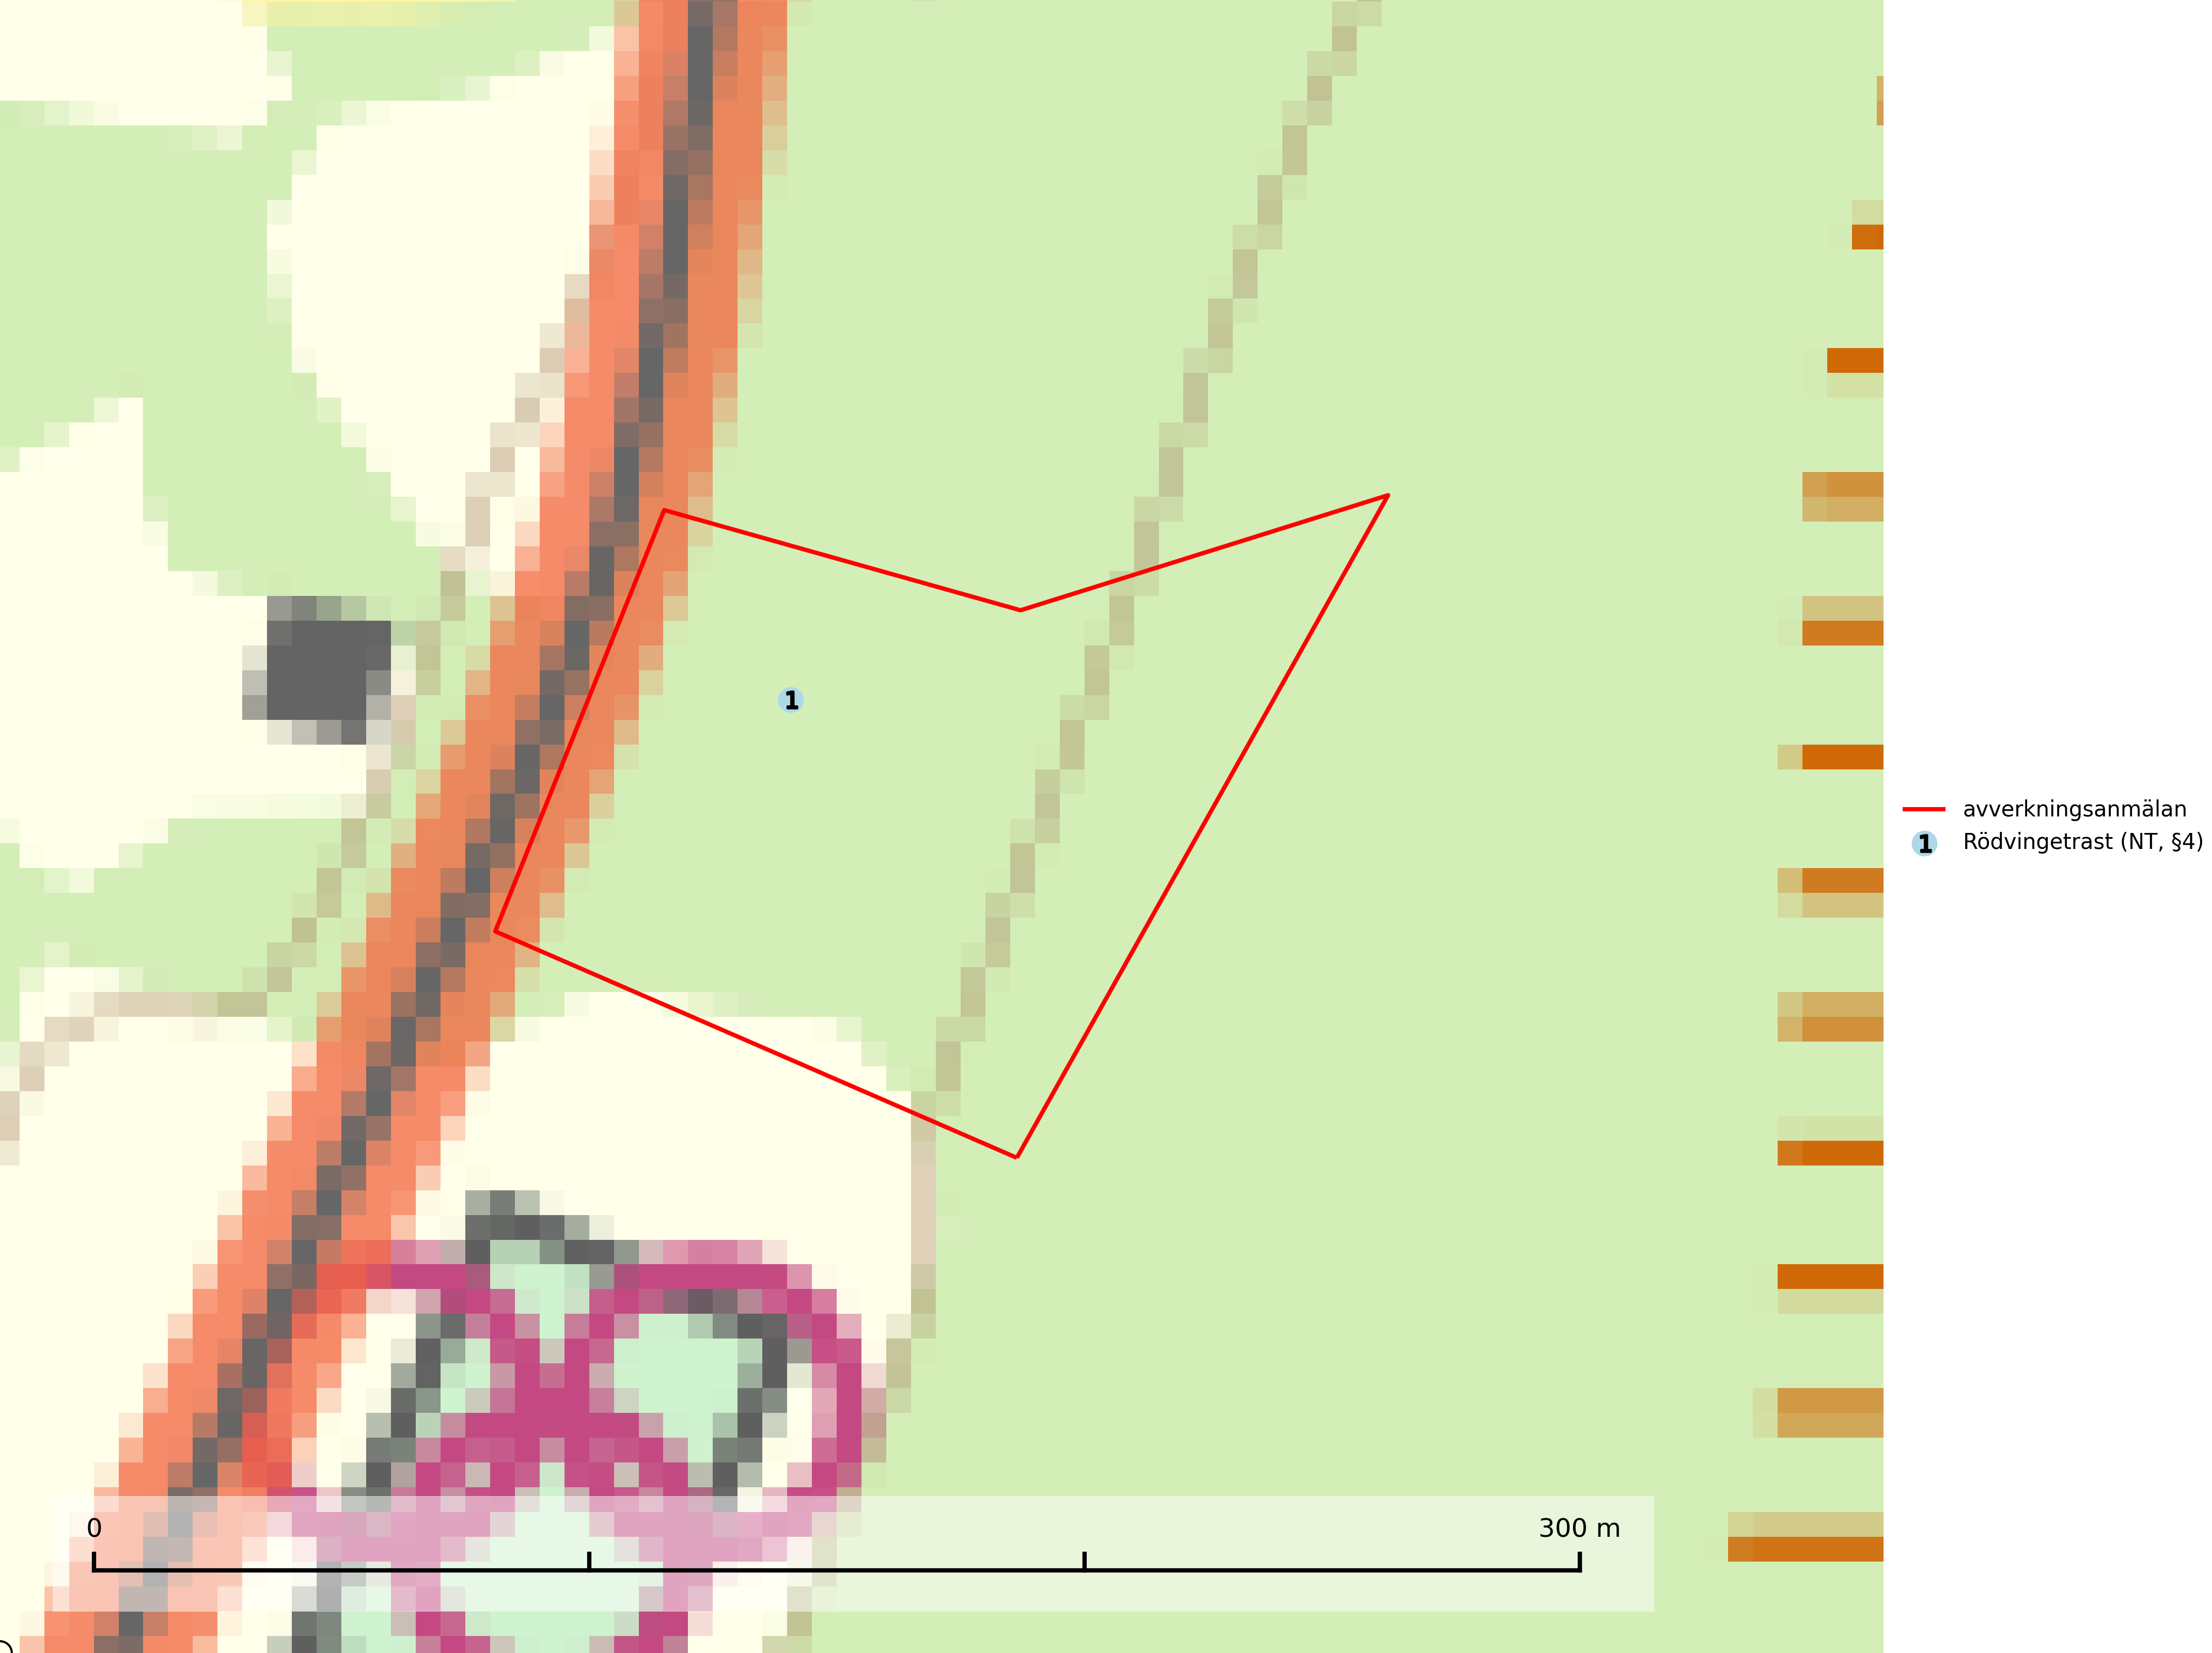 1
avverkningsanmälan
1 Rödvingetrast (NT, §4)
0 300 m